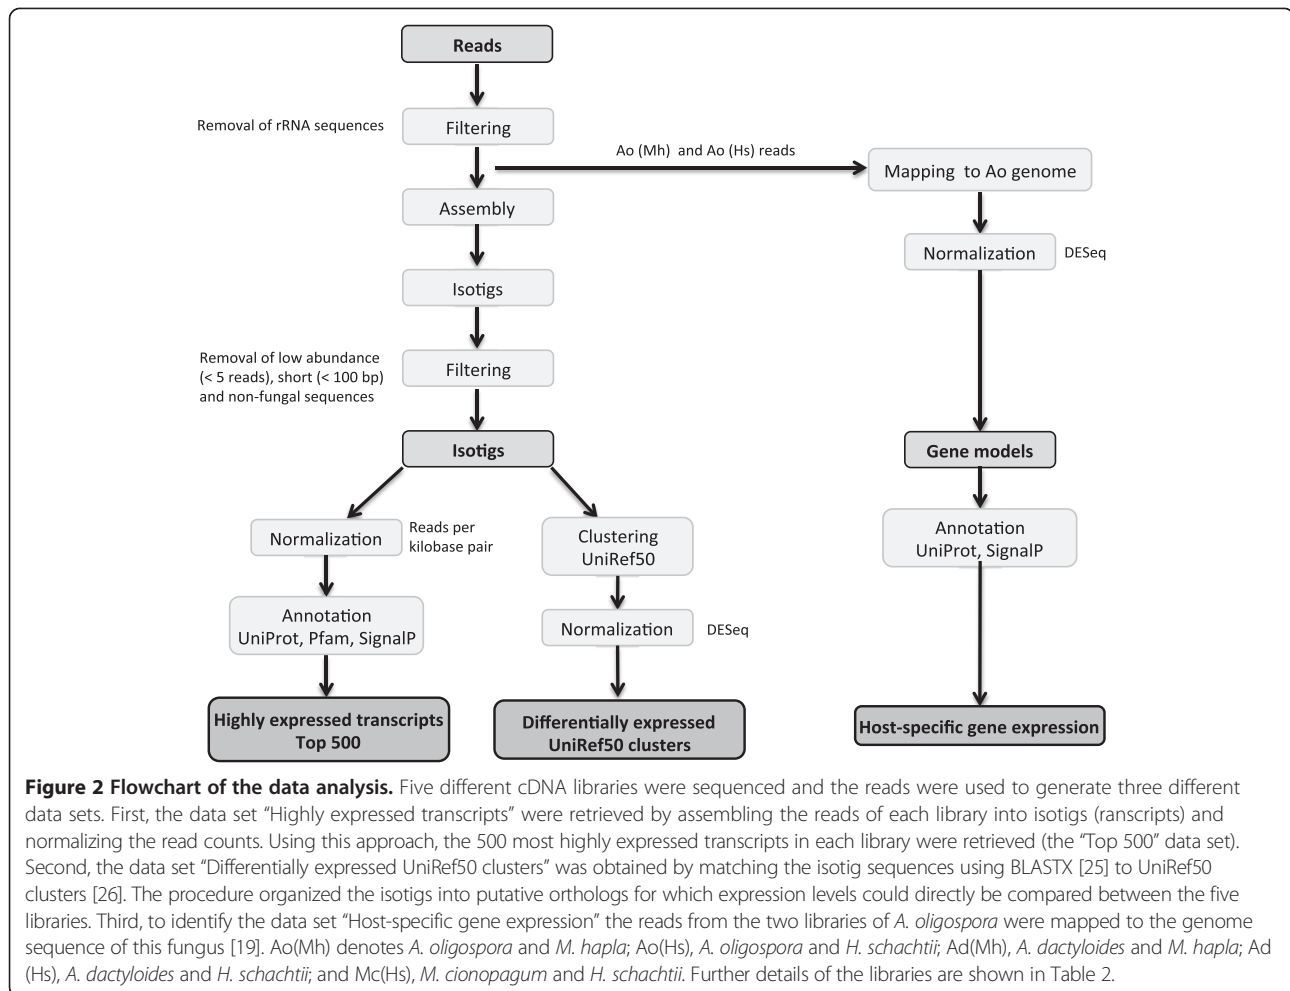 Reads
Removal of rRNA sequences
Filtering
Ao (Mh) and Ao (Hs) reads
Mapping to Ao genome
Assembly
Normalization
DESeq
Isotigs
Removal of low abundance
(< 5 reads), short (< 100 bp)
and non-fungal sequences
Filtering
Isotigs
Gene models
Normalization
Reads per
kilobase pair
Clustering
UniRef50
Annotation
UniProt, SignalP
Annotation
UniProt, Pfam, SignalP
Normalization
DESeq
Highly expressed transcripts
Top 500
Differentially expressed
UniRef50 clusters
Host-specific gene expression
Figure 2 Flowchart of the data analysis. Five different cDNA libraries were sequenced and the reads were used to generate three different
data sets. First, the data set “Highly expressed transcripts” were retrieved by assembling the reads of each library into isotigs (ranscripts) and
normalizing the read counts. Using this approach, the 500 most highly expressed transcripts in each library were retrieved (the “Top 500” data set).
Second, the data set “Differentially expressed UniRef50 clusters” was obtained by matching the isotig sequences using BLASTX [25] to UniRef50
clusters [26]. The procedure organized the isotigs into putative orthologs for which expression levels could directly be compared between the five
libraries. Third, to identify the data set “Host-specific gene expression” the reads from the two libraries of A. oligospora were mapped to the genome
sequence of this fungus [19]. Ao(Mh) denotes A. oligospora and M. hapla; Ao(Hs), A. oligospora and H. schachtii; Ad(Mh), A. dactyloides and M. hapla; Ad
(Hs), A. dactyloides and H. schachtii; and Mc(Hs), M. cionopagum and H. schachtii. Further details of the libraries are shown in Table 2.